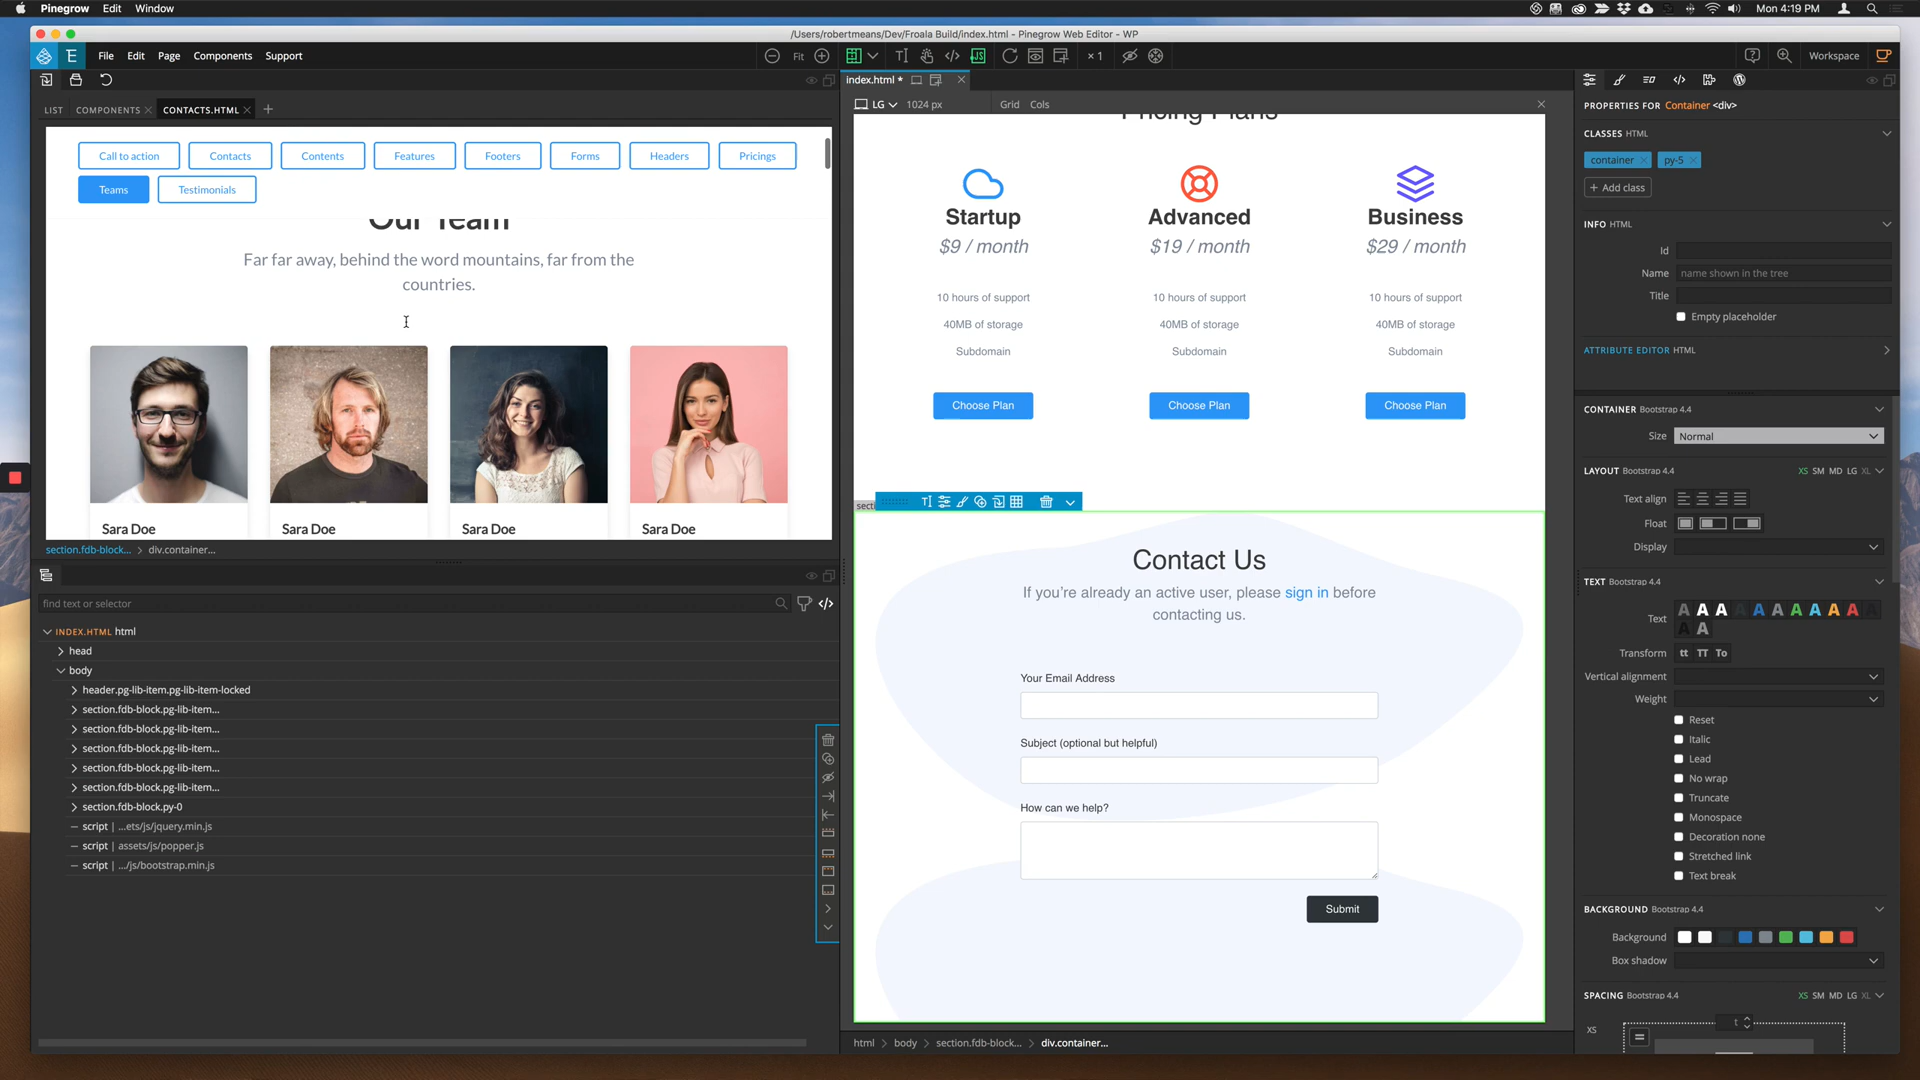 Pinegrow Edit Window
Mon 4:19 PM
/Users/robertmeans/Dev/Froala Build/index.html - Pinegrow Web Editor - WP
File Edit Page Components Support
Fit
× 1
Workspace
LIST COMPONENTS CONTACTS.HTML
Call to action Contacts Contents Features Footers Forms Headers Pricings
Teams Testimonials
Our Team
Far far away, behind the word mountains, far from the
countries.
Sara Doe Sara Doe Sara Doe Sara Doe
section.fdb-block... div.container...
find text or selector
INDEX.HTML html
head
body
header.pg-lib-item.pg-lib-item-locked
section.fdb-block.pg-lib-item...
section.fdb-block.pg-lib-item...
section.fdb-block.pg-lib-item...
section.fdb-block.pg-lib-item...
section.fdb-block.pg-lib-item...
section.fdb-block.py-0
script | ...ets/js/jquery.min.js
script | assets/js/popper.js
script | .../js/bootstrap.min.js
index.html *
LG 1024 px Grid Cols
Pricing Plans
Startup Advanced Business
$9 / month $19 / month $29 / month
10 hours of support 10 hours of support 10 hours of support
40MB of storage 40MB of storage 40MB of storage
Subdomain Subdomain Subdomain
Choose Plan Choose Plan Choose Plan
secti
Contact Us
If you're already an active user, please sign in before
contacting us.
Your Email Address
Subject (optional but helpful)
How can we help?
Submit
html body section.fdb-block... div.container...
PROPERTIES FOR Container <div>
CLASSES HTML
container py-5
+ Add class
INFO HTML
Id
Name name shown in the tree
Title
Empty placeholder
ATTRIBUTE EDITOR HTML
CONTAINER Bootstrap 4.4
Size Normal
LAYOUT Bootstrap 4.4 XS SM MD LG XL
Text align
Float
Display
TEXT Bootstrap 4.4
Text A A A A A A A A A A
A
Transform tt TT To
Vertical alignment
Weight
Reset
Italic
Lead
No wrap
Truncate
Monospace
Decoration none
Stretched link
Text break
BACKGROUND Bootstrap 4.4
Background
Box shadow
SPACING Bootstrap 4.4 XS SM MD LG XL
XS
t